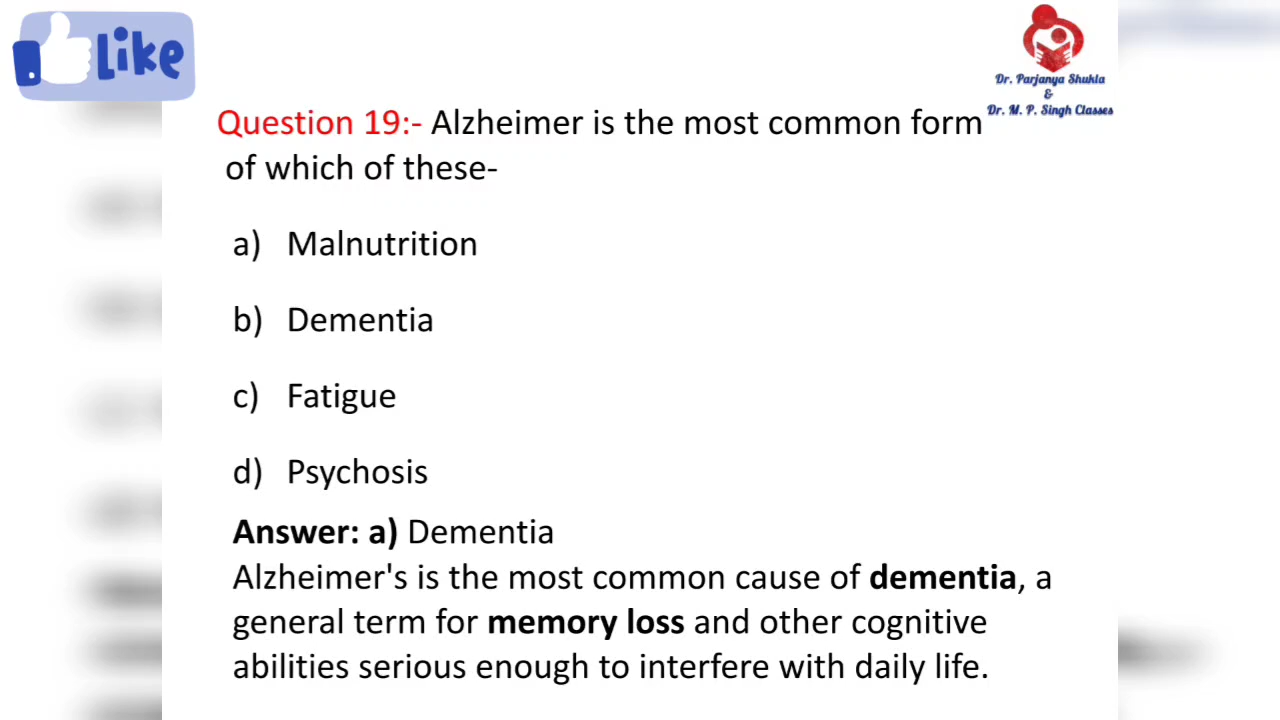 Like
Dr. Parjanya Shukla
&
Dr. M. P. Singh Classes
Question 19:- Alzheimer is the most common form
of which of these-
a) Malnutrition
b) Dementia
c) Fatigue
d) Psychosis
Answer: a) Dementia
Alzheimer's is the most common cause of dementia, a
general term for memory loss and other cognitive
abilities serious enough to interfere with daily life.